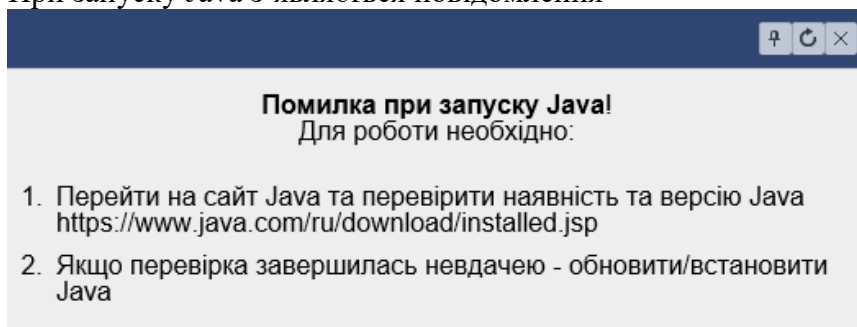 При запуску Java з'являється повідомлення
Помилка при запуску Java!
Для роботи необхідно:
1. Перейти на сайт Java та перевірити наявність та версію Java
https://www.java.com/ru/download/installed.jsp
2. Якщо перевірка завершилась невдачею - обновити/встановити
Java